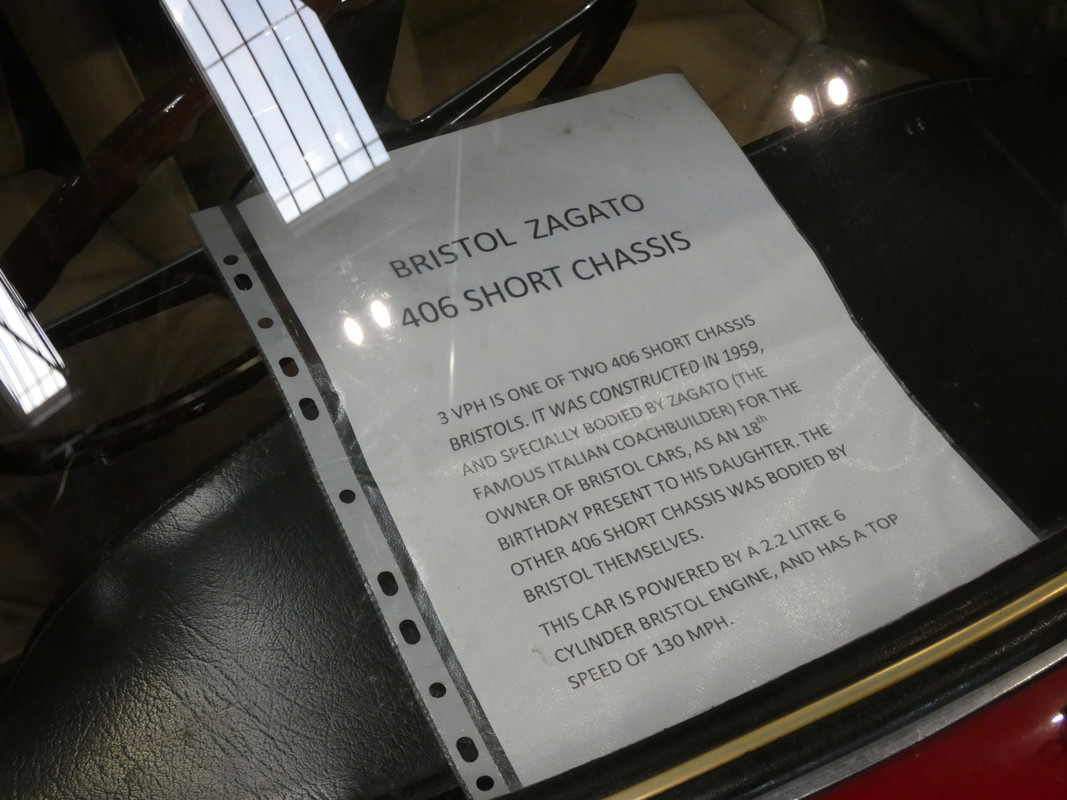 BRISTOL ZAGATO
406 SHORT CHASSIS
3 VPH IS ONE OF TWO 406 SHORT CHASSIS
BRISTOLS. IT WAS CONSTRUCTED IN 1959,
AND SPECIALLY BODIED BY ZAGATO (THE
FAMOUS ITALIAN COACHBUILDER) FOR THE
OWNER OF BRISTOL CARS, AS AN 18th
BIRTHDAY PRESENT TO HIS DAUGHTER. THE
OTHER 406 SHORT CHASSIS WAS BODIED BY
BRISTOL THEMSELVES.
THIS CAR IS POWERED BY A 2.2 LITRE 6
CYLINDER BRISTOL ENGINE, AND HAS A TOP
SPEED OF 130 MPH.